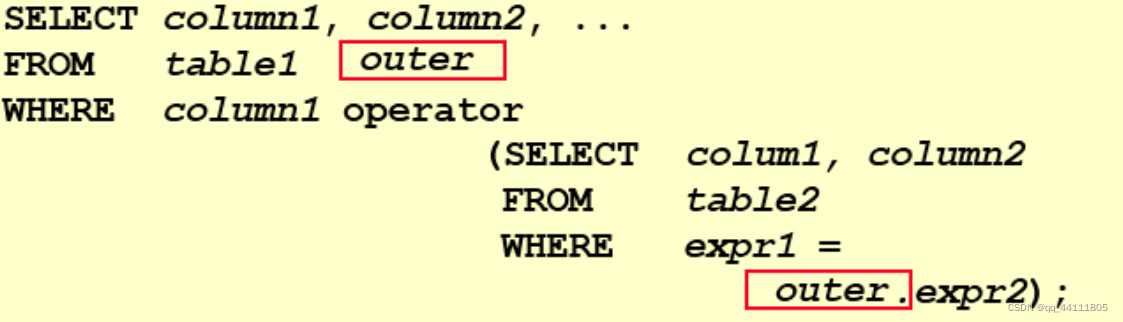 SELECT column1, column2, ...
FROM table1 outer
WHERE column1 operator
(SELECT colum1, column2
FROM table2
WHERE expr1 =
outer.expr2);
CSDN @qq_44111805